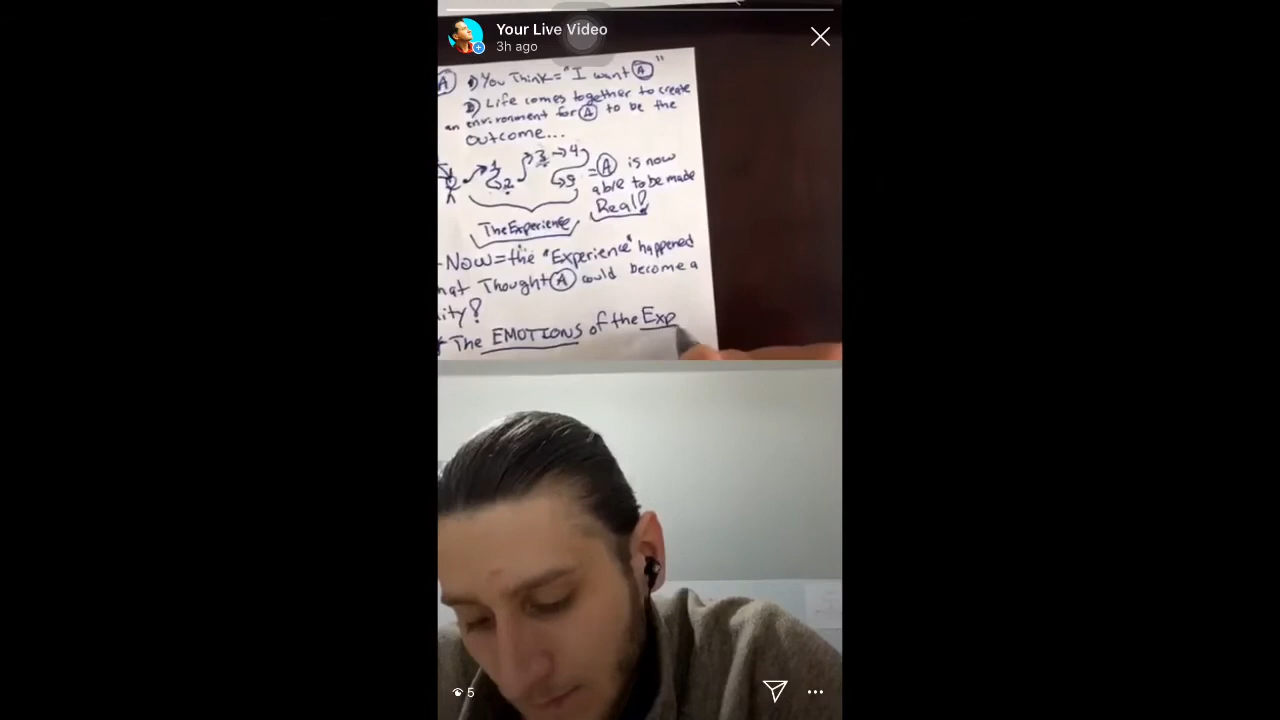 Your Live Video
3h ago
A 1) You Think = "I want A"
2) Life comes together to create
an environment for A to be the
outcome...
1 2 3 → 4 5 = A is now
able to be made
Real!
The Experience
Now = the "Experience" happened
hat Thought A could become a
ity!
The EMOTIONS of the Exp
5